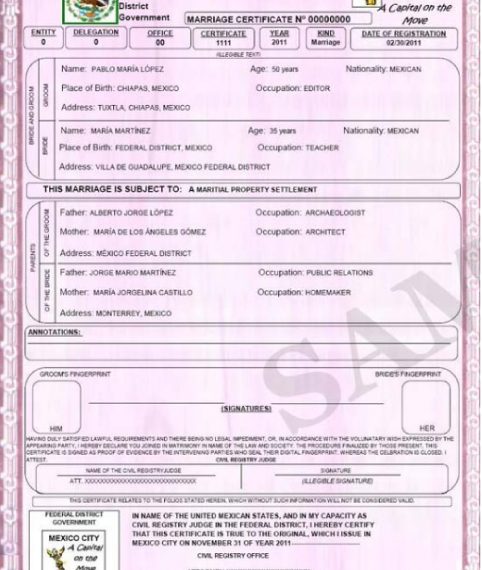 District
Government
MARRIAGE CERTIFICATE Nº 00000000
A Capital on the
Move
ENTITY DELEGATION OFFICE CERTIFICATE YEAR KIND DATE OF REGISTRATION
0 0 00 1111 2011 Marriage 02/30/2011
(ILLEGIBLE TEXT)
BRIDE AND GROOM
GROOM
Name: PABLO MARÍA LÓPEZ Age: 50 years Nationality: MEXICAN
Place of Birth: CHIAPAS, MEXICO Occupation: EDITOR
Address: TUXTLA, CHIAPAS, MEXICO
BRIDE
Name: MARÍA MARTÍNEZ Age: 35 years Nationality: MEXICAN
Place of Birth: FEDERAL DISTRICT, MEXICO Occupation: TEACHER
Address: VILLA DE GUADALUPE, MEXICO FEDERAL DISTRICT
THIS MARRIAGE IS SUBJECT TO: A MARITIAL PROPERTY SETTLEMENT
PARENTS
OF THE GROOM
Father: ALBERTO JORGE LÓPEZ Occupation: ARCHAEOLOGIST
Mother: MARÍA DE LOS ÁNGELES GÓMEZ Occupation: ARCHITECT
Address: MÉXICO FEDERAL DISTRICT
OF THE BRIDE
Father: JORGE MARIO MARTÍNEZ Occupation: PUBLIC RELATIONS
Mother: MARÍA JORGELINA CASTILLO Occupation: HOMEMAKER
Address: MONTERREY, MEXICO
ANNOTATIONS:
GROOM'S FINGERPRINT BRIDE'S FINGERPRINT
(SIGNATURES)
HIM HER
HAVING DULY SATISFIED LAWFUL REQUIREMENTS AND THERE BEING NO LEGAL IMPEDIMENT, OR, IN ACCORDANCE WITH THE VOLUNTARY WISH EXPRESSED BY THE
APPEARING PARTY, I HEREBY DECLARE YOU JOINED IN MATRIMONY IN NAME OF THE LAW AND SOCIETY. THE PROCEDURE FINALIZED BY THOSE PRESENT. THIS
CERTIFICATE IS SIGNED AS PROOF OF EVIDENCE BY THE INTERVENING PARTIES WHO SEAL THEIR DIGITAL FINGERPRINT. WHEREAS THE CELBRATION IS CLOSED. I
ATTEST. CIVIL REGISTRY JUDGE
NAME OF THE CIVIL REGISTRY JUDGE SIGNATURE
ATT. XXXXXXXXXXXXXXXXXXXXXXXXXXXXX (ILLEGIBLE SIGNATURE)
THIS CERTIFICATE RELATES TO THE FOLIOS STATED HEREIN, WHICH WITHOUT SUCH INFORMATION WILL NOT BE CONSIDERED VALID.
FEDERAL DISTRICT
GOVERNMENT
MEXICO CITY
A Capital
on the
Move
IN NAME OF THE UNITED MEXICAN STATES, AND IN MY CAPACITY AS
CIVIL REGISTRY JUDGE IN THE FEDERAL DISTRICT, I HEREBY CERTIFY
THAT THIS CERTIFICATE IS TRUE TO THE ORIGINAL, WHICH I ISSUE IN
MEXICO CITY ON NOVEMBER 31 OF YEAR 2011
CIVIL REGISTRY OFFICE
SAM